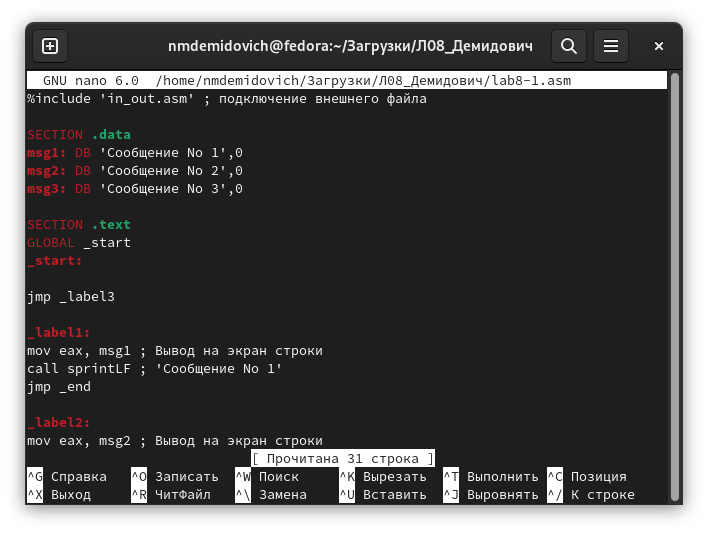 nmdemidovich@fedora:~/Загрузки/Л08_Демидович
GNU nano 6.0  /home/nmdemidovich/Загрузки/Л08_Демидович/lab8-1.asm
%include 'in_out.asm' ; подключение внешнего файла
SECTION .data
msg1: DB 'Сообщение No 1',0
msg2: DB 'Сообщение No 2',0
msg3: DB 'Сообщение No 3',0
SECTION .text
GLOBAL _start
_start:
jmp _label3
_label1:
mov eax, msg1 ; Вывод на экран строки
call sprintLF ; 'Сообщение No 1'
jmp _end
_label2:
mov eax, msg2 ; Вывод на экран строки
[ Прочитана 31 строка ]
^G Справка ^O Записать ^W Поиск ^K Вырезать ^T Выполнить ^C Позиция
^X Выход ^R ЧитФайл ^\ Замена ^U Вставить ^J Выровнять ^/ К строке